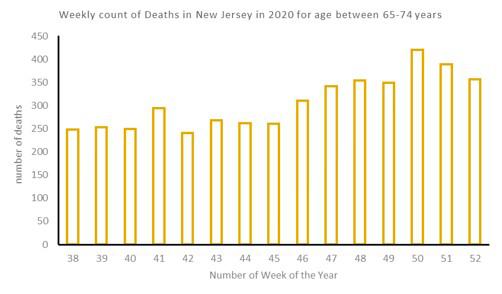 Weekly count of Deaths in New Jersey in 2020 for age between 65-74 years
number of deaths
450
400
350
300
250
200
150
100
50
0
38 39 40 41 42 43 44 45 46 47 48 49 50 51 52
Number of Week of the Year